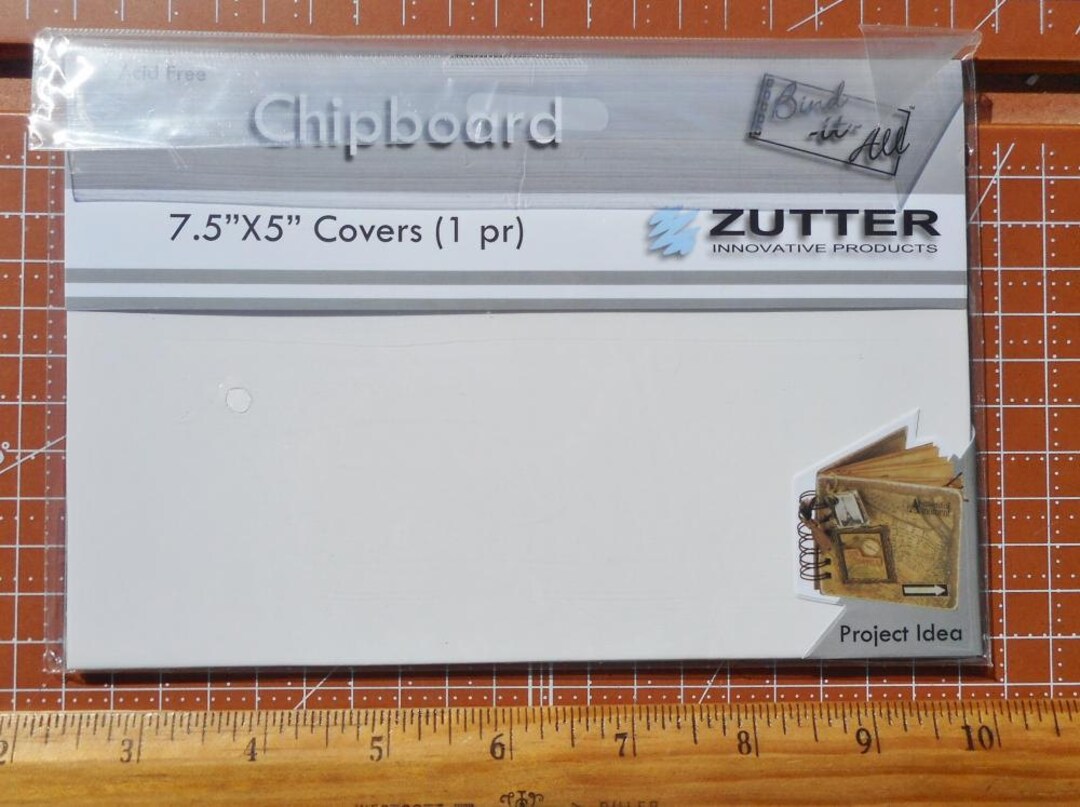 Acid Free
Chipboard
Bind
-it-
All
7.5”X5” Covers (1 pr)
ZUTTER
INNOVATIVE PRODUCTS
Project Idea
2 3 4 5 6 7 8 9 10
RULER